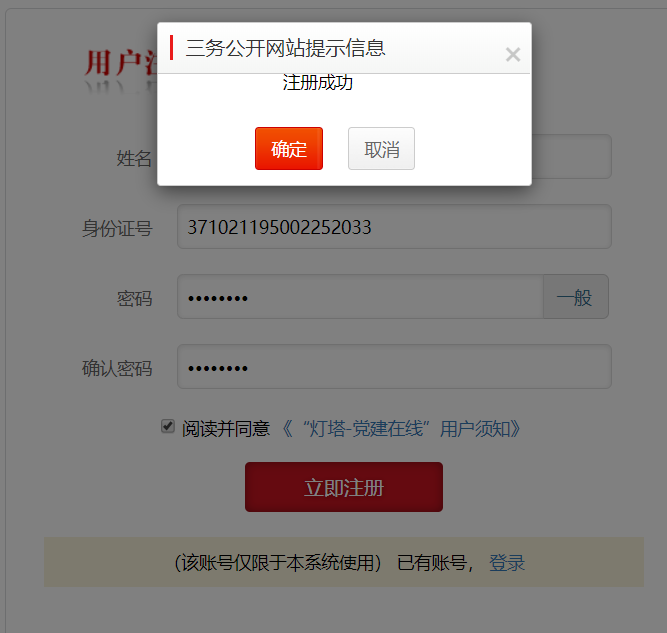 三务公开网站提示信息
×
用户注
注册成功
确定
取消
姓名
身份证号
371021195002252033
密码
••••••••
一般
确认密码
••••••••
阅读并同意《“灯塔-党建在线”用户须知》
立即注册
（该账号仅限于本系统使用） 已有账号，登录